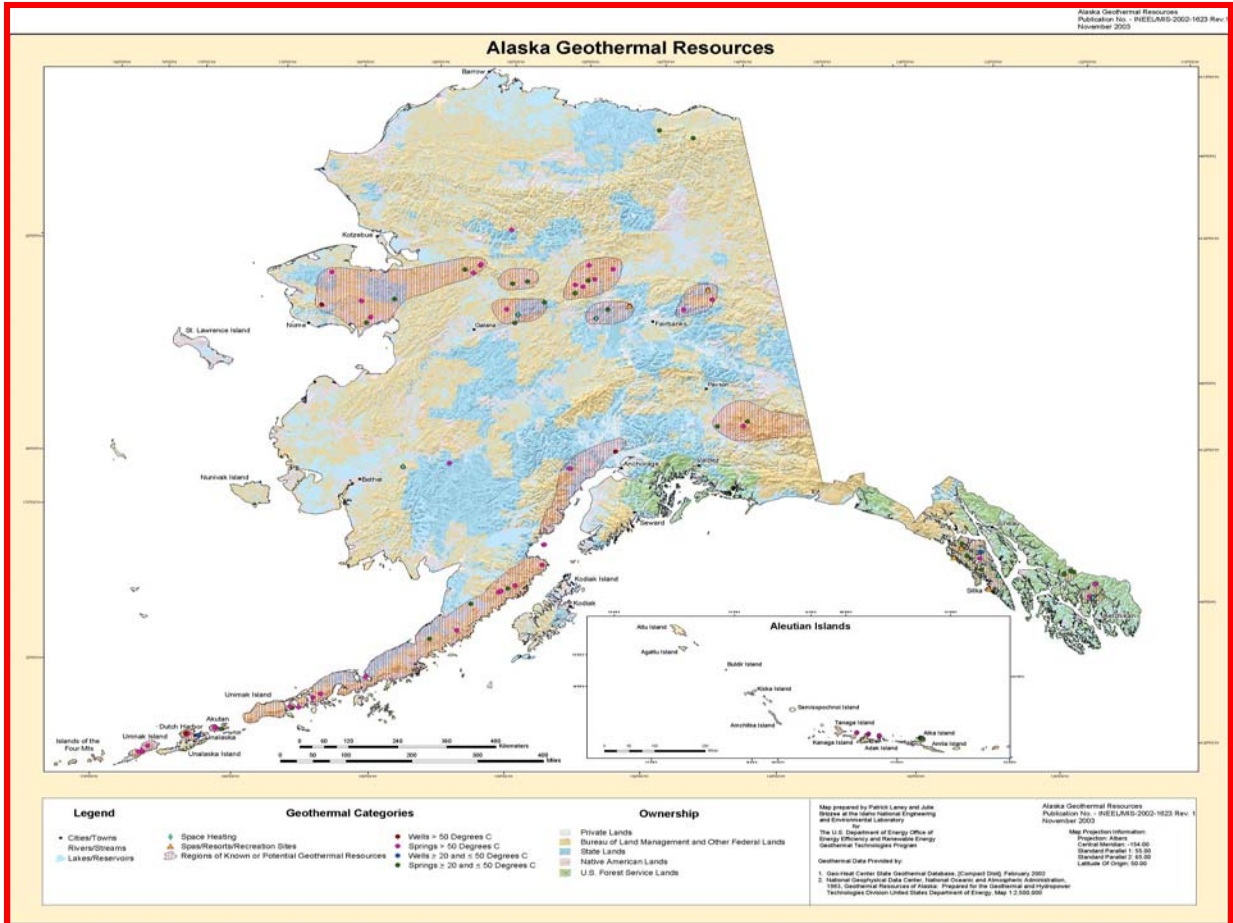 Alaska Geothermal Resources
Publication No. - INEEL/MIS-2002-1623 Rev.1
November 2003
Alaska Geothermal Resources
Barrow
Kotzebue
Nome
Galena
Fairbanks
St. Lawrence Island
Paxson
Nunivak Island
Bethel
Anchorage
Valdez
Seward
Juneau
Sitka
Ketchikan
Kodiak Island
Kodiak
Unimak Island
Akutan
Dutch Harbor
Unalaska
Umnak Island
Unalaska Island
Islands of the
Four Mts
Kilometers
Miles
Aleutian Islands
Attu Island
Agattu Island
Buldir Island
Kiska Island
Semisopochnoi Island
Amchitka Island
Tanaga Island
Kanaga Island
Adak Island
Atka Island
Amlia Island
Legend
Cities/Towns
Rivers/Streams
Lakes/Reservoirs
Geothermal Categories
Space Heating
Spas/Resorts/Recreation Sites
Regions of Known or Potential Geothermal Resources
Wells > 50 Degrees C
Springs > 50 Degrees C
Wells ≥ 20 and ≤ 50 Degrees C
Springs ≥ 20 and ≤ 50 Degrees C
Ownership
Private Lands
Bureau of Land Management and Other Federal Lands
State Lands
Native American Lands
U.S. Forest Service Lands
Map prepared by Patrick Laney and Julie
Brizzee at the Idaho National Engineering
and Environmental Laboratory
for
The U.S. Department of Energy Office of
Energy Efficiency and Renewable Energy
Geothermal Technologies Program
Geothermal Data Provided by:
1. Geo-Heat Center State Geothermal Database, [Compact Disc], February 2002
2. National Geophysical Data Center, National Oceanic and Atmospheric Administration,
1983, Geothermal Resources of Alaska: Prepared for the Geothermal and Hydropower
Technologies Division United States Department of Energy, Map 1:2,500,000
Alaska Geothermal Resources
Publication No. - INEEL/MIS-2002-1623 Rev. 1
November 2003
Map Projection Information:
Projection: Albers
Central Meridian: -154.00
Standard Parallel 1: 55.00
Standard Parallel 2: 65.00
Latitude Of Origin: 50.00